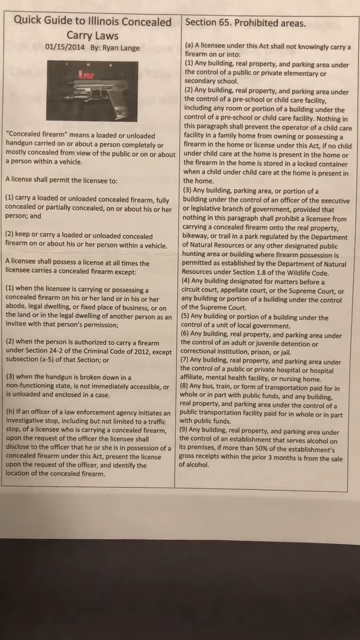 Quick Guide to Illinois Concealed
Carry Laws
01/15/2014   By: Ryan Lange
"Concealed firearm" means a loaded or unloaded
handgun carried on or about a person completely or
mostly concealed from view of the public or on or about
a person within a vehicle.
A license shall permit the licensee to:
(1) carry a loaded or unloaded concealed firearm, fully
concealed or partially concealed, on or about his or her
person; and
(2) keep or carry a loaded or unloaded concealed
firearm on or about his or her person within a vehicle.
A licensee shall possess a license at all times the
licensee carries a concealed firearm except:
(1) when the licensee is carrying or possessing a
concealed firearm on his or her land or in his or her
abode, legal dwelling, or fixed place of business, or on
the land or in the legal dwelling of another person as an
invitee with that person's permission;
(2) when the person is authorized to carry a firearm
under Section 24-2 of the Criminal Code of 2012, except
subsection (a-5) of that Section; or
(3) when the handgun is broken down in a
non-functioning state, is not immediately accessible, or
is unloaded and enclosed in a case.
(h) If an officer of a law enforcement agency initiates an
investigative stop, including but not limited to a traffic
stop, of a licensee who is carrying a concealed firearm,
upon the request of the officer the licensee shall
disclose to the officer that he or she is in possession of a
concealed firearm under this Act, present the license
upon the request of the officer, and identify the
location of the concealed firearm.
Section 65. Prohibited areas.
(a) A licensee under this Act shall not knowingly carry a
firearm on or into:
(1) Any building, real property, and parking area under
the control of a public or private elementary or
secondary school.
(2) Any building, real property, and parking area under
the control of a pre-school or child care facility,
including any room or portion of a building under the
control of a pre-school or child care facility. Nothing in
this paragraph shall prevent the operator of a child care
facility in a family home from owning or possessing a
firearm in the home or license under this Act, if no child
under child care at the home is present in the home or
the firearm in the home is stored in a locked container
when a child under child care at the home is present in
the home.
(3) Any building, parking area, or portion of a
building under the control of an officer of the executive
or legislative branch of government, provided that
nothing in this paragraph shall prohibit a licensee from
carrying a concealed firearm onto the real property,
bikeway, or trail in a park regulated by the Department
of Natural Resources or any other designated public
hunting area or building where firearm possession is
permitted as established by the Department of Natural
Resources under Section 1.8 of the Wildlife Code.
(4) Any building designated for matters before a
circuit court, appellate court, or the Supreme Court, or
any building or portion of a building under the control
of the Supreme Court.
(5) Any building or portion of a building under the
control of a unit of local government.
(6) Any building, real property, and parking area under
the control of an adult or juvenile detention or
correctional institution, prison, or jail.
(7) Any building, real property, and parking area under
the control of a public or private hospital or hospital
affiliate, mental health facility, or nursing home.
(8) Any bus, train, or form of transportation paid for in
whole or in part with public funds, and any building,
real property, and parking area under the control of a
public transportation facility paid for in whole or in part
with public funds.
(9) Any building, real property, and parking area under
the control of an establishment that serves alcohol on
its premises, if more than 50% of the establishment's
gross receipts within the prior 3 months is from the sale
of alcohol.